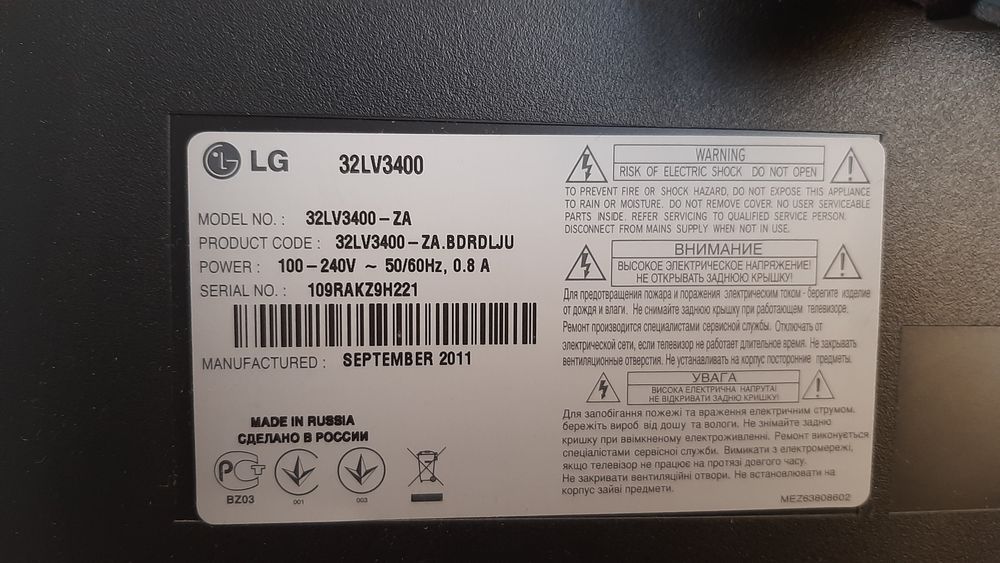 LG 32LV3400
MODEL NO. : 32LV3400-ZA
PRODUCT CODE : 32LV3400-ZA.BDRDLJU
POWER : 100-240V ~ 50/60Hz, 0.8 A
SERIAL NO. : 109RAKZ9H221
MANUFACTURED : SEPTEMBER 2011
MADE IN RUSSIA
СДЕЛАНО В РОССИИ
РСТ
BZ03
001
003
WARNING
RISK OF ELECTRIC SHOCK DO NOT OPEN
TO PREVENT FIRE OR SHOCK HAZARD, DO NOT EXPOSE THIS APPLIANCE
TO RAIN OR MOISTURE. DO NOT REMOVE COVER. NO USER SERVICEABLE
PARTS INSIDE. REFER SERVICING TO QUALIFIED SERVICE PERSON.
DISCONNECT FROM MAINS SUPPLY WHEN NOT IN USE.
ВНИМАНИЕ
ВЫСОКОЕ ЭЛЕКТРИЧЕСКОЕ НАПРЯЖЕНИЕ!
НЕ ОТКРЫВАТЬ ЗАДНЮЮ КРЫШКУ!
Для предотвращения пожара и поражения электрическим током - берегите изделие
от дождя и влаги. Не снимайте заднюю крышку при работающем телевизоре.
Ремонт производится специалистами сервисной службы. Отключать от
электрической сети, если телевизор не работает длительное время. Не закрывать
вентиляционные отверстия. Не устанавливать на корпус посторонние предметы.
УВАГА
ВИСОКА ЕЛЕКТРИЧНА НАПРУГА!
НЕ ВІДКРИВАТИ ЗАДНЮ КРИШКУ!
Для запобігання пожежі та враження електричним струмом,
бережіть виріб від дошу та вологи. Не знімайте задню
кришку при ввімкненому електроживленні. Ремонт виконується
спеціалістами сервісної служби. Вимикати з електромережі,
якщо телевізор не працює на протязі довгого часу.
Не закривати вентиляційні отвори. Не встановлювати на
корпус зайві предмети.
MEZ63808602